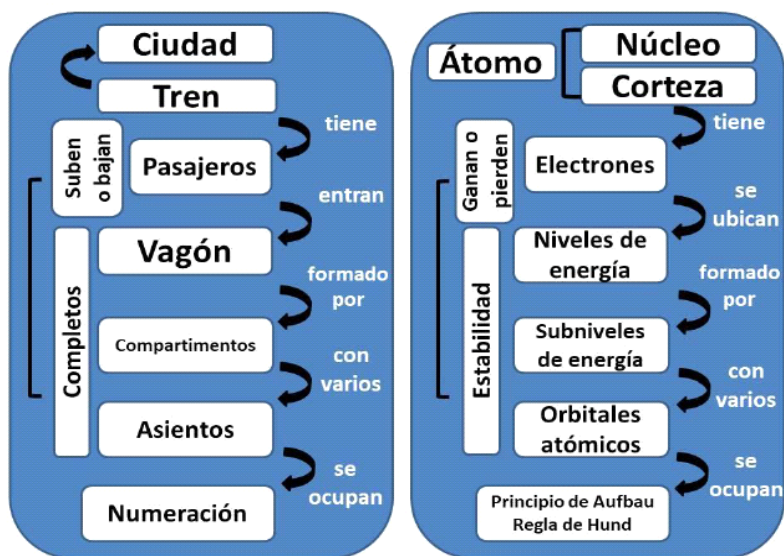 Ciudad
Tren
tiene
Suben
o bajan
Pasajeros
entran
Vagón
formado
por
Completos
Compartimentos
con
varios
Asientos
se
ocupan
Numeración
Átomo
Núcleo
Corteza
tiene
Ganan o
pierden
Electrones
se
ubican
Niveles de
energía
formado
por
Estabilidad
Subniveles
de energía
con
varios
Orbitales
atómicos
se
ocupan
Principio de Aufbau
Regla de Hund